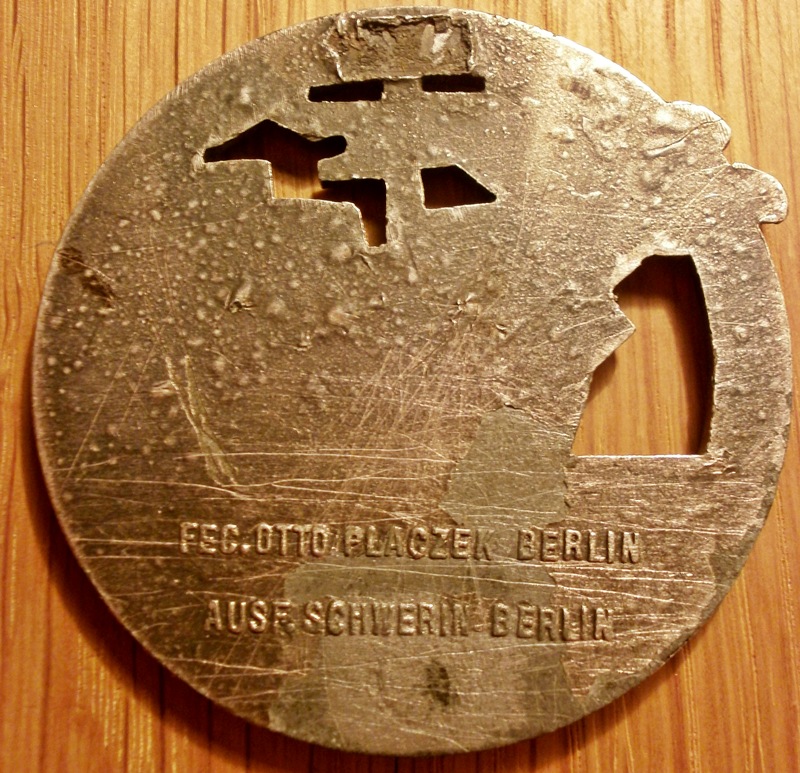 FEC. OTTO PLACZEK BERLIN
AUSF. SCHWERIN BERLIN